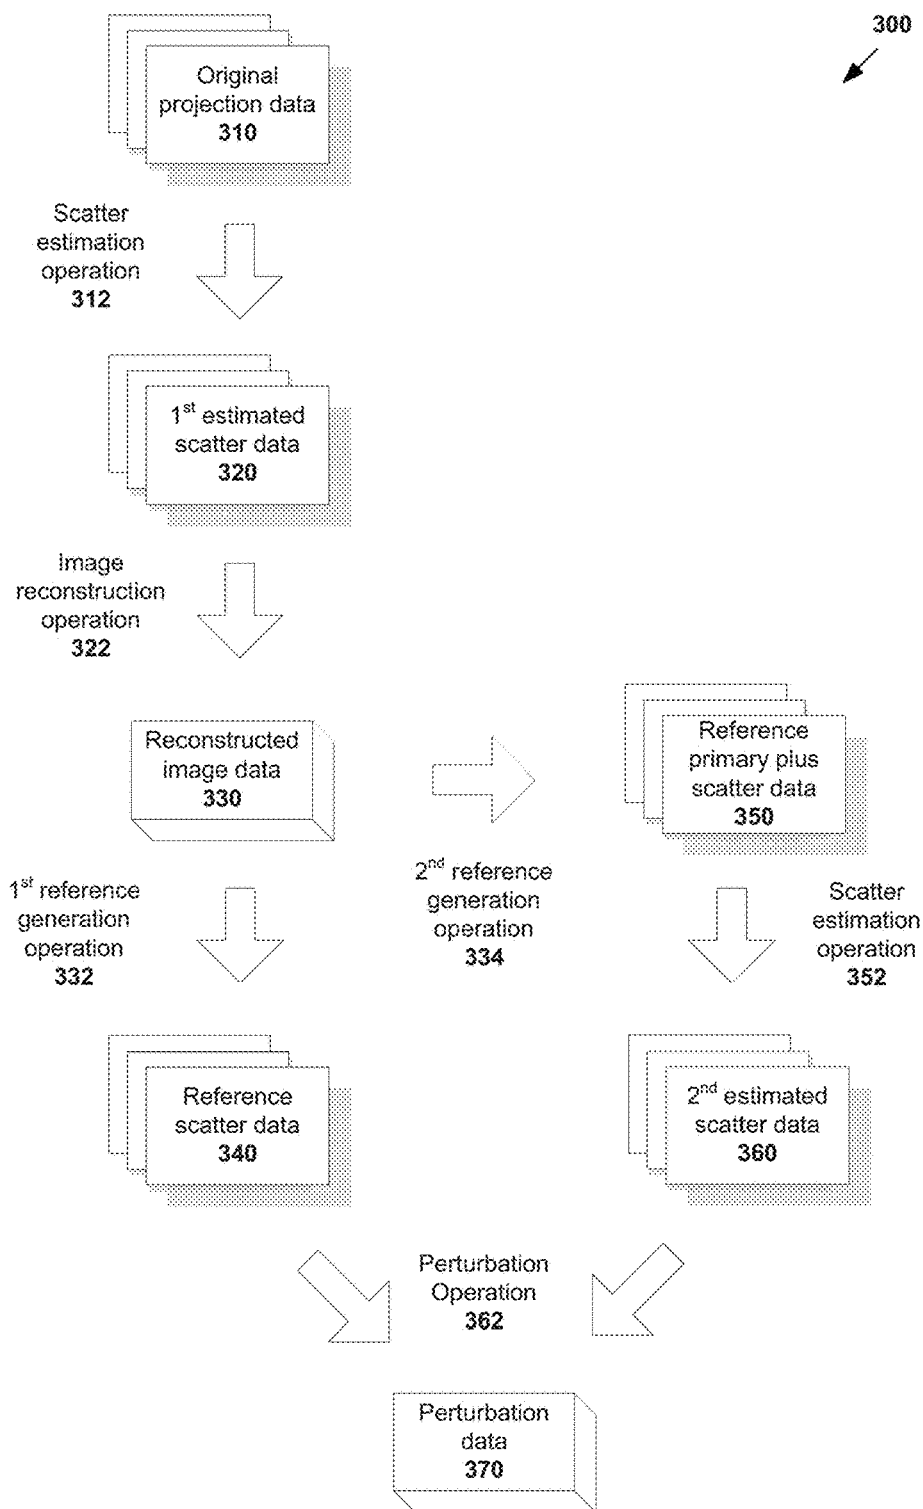 300
Original
projection data
310
Scatter
estimation
operation
312
1st estimated
scatter data
320
Image
reconstruction
operation
322
Reconstructed
image data
330
Reference
primary plus
scatter data
350
1st reference
generation
operation
332
2nd reference
generation
operation
334
Scatter
estimation
operation
352
Reference
scatter data
340
2nd estimated
scatter data
360
Perturbation
Operation
362
Perturbation
data
370